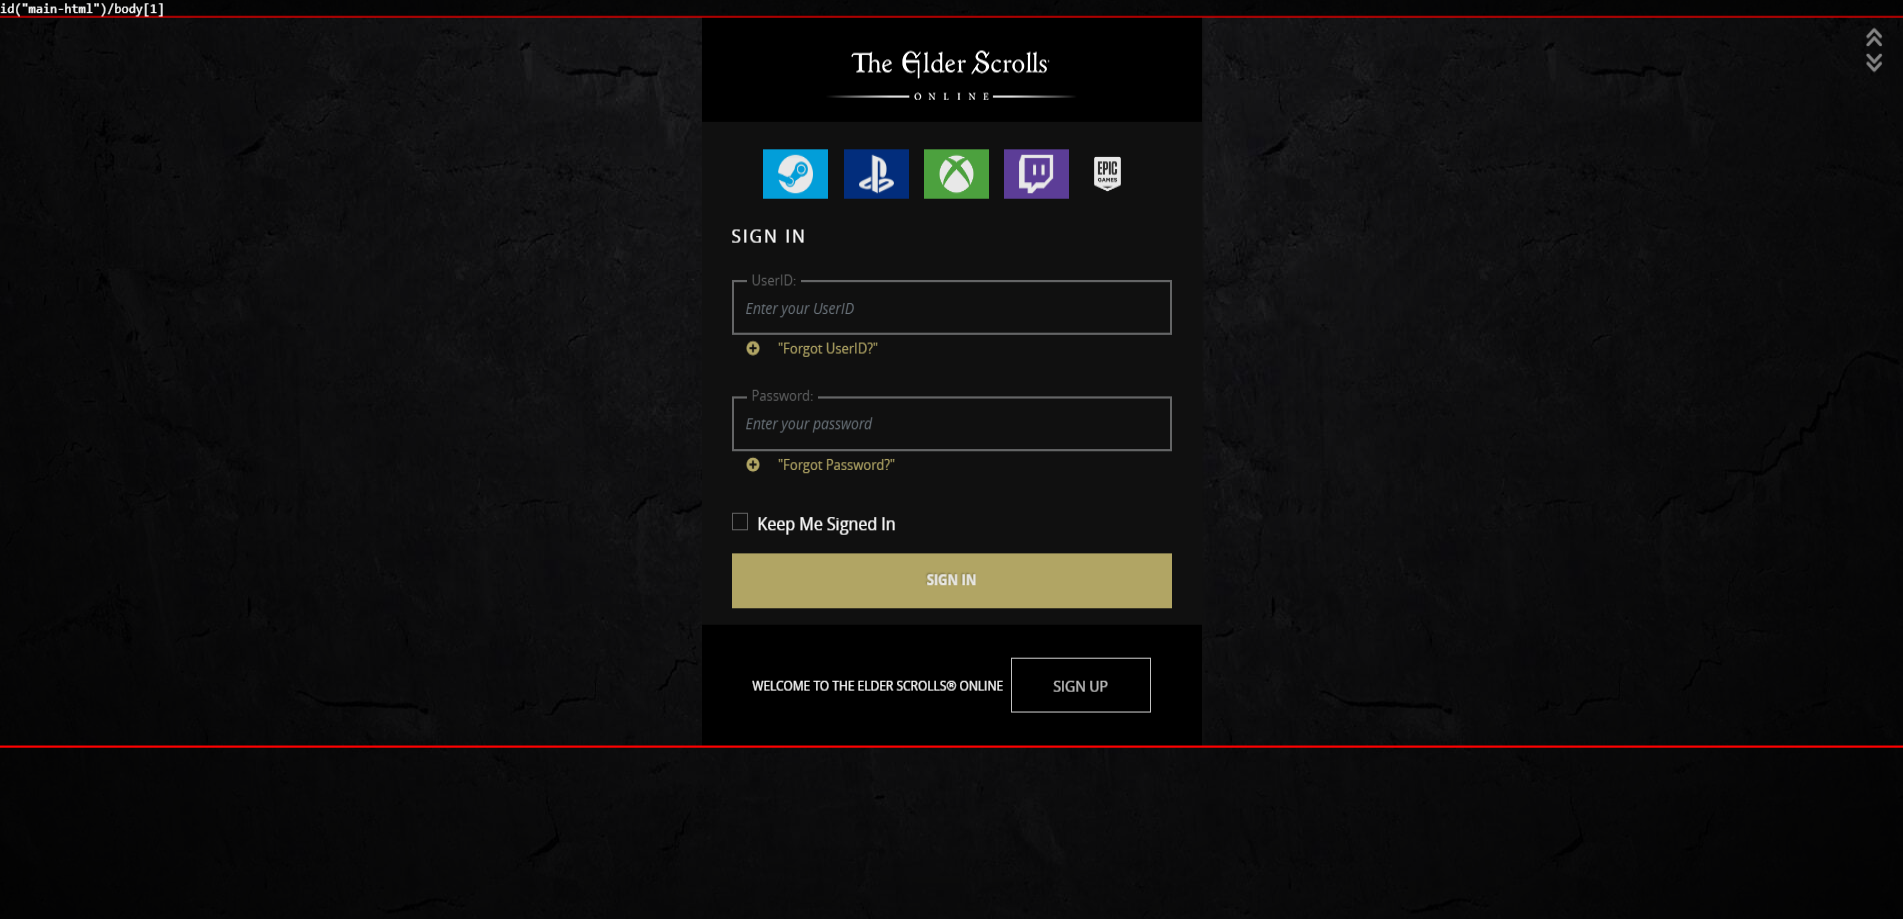 id("main-html")/body[1]
The Elder Scrolls
ONLINE
EPIC
GAMES
SIGN IN
UserID:
Enter your UserID
"Forgot UserID?"
Password:
Enter your password
"Forgot Password?"
Keep Me Signed In
SIGN IN
WELCOME TO THE ELDER SCROLLS® ONLINE
SIGN UP